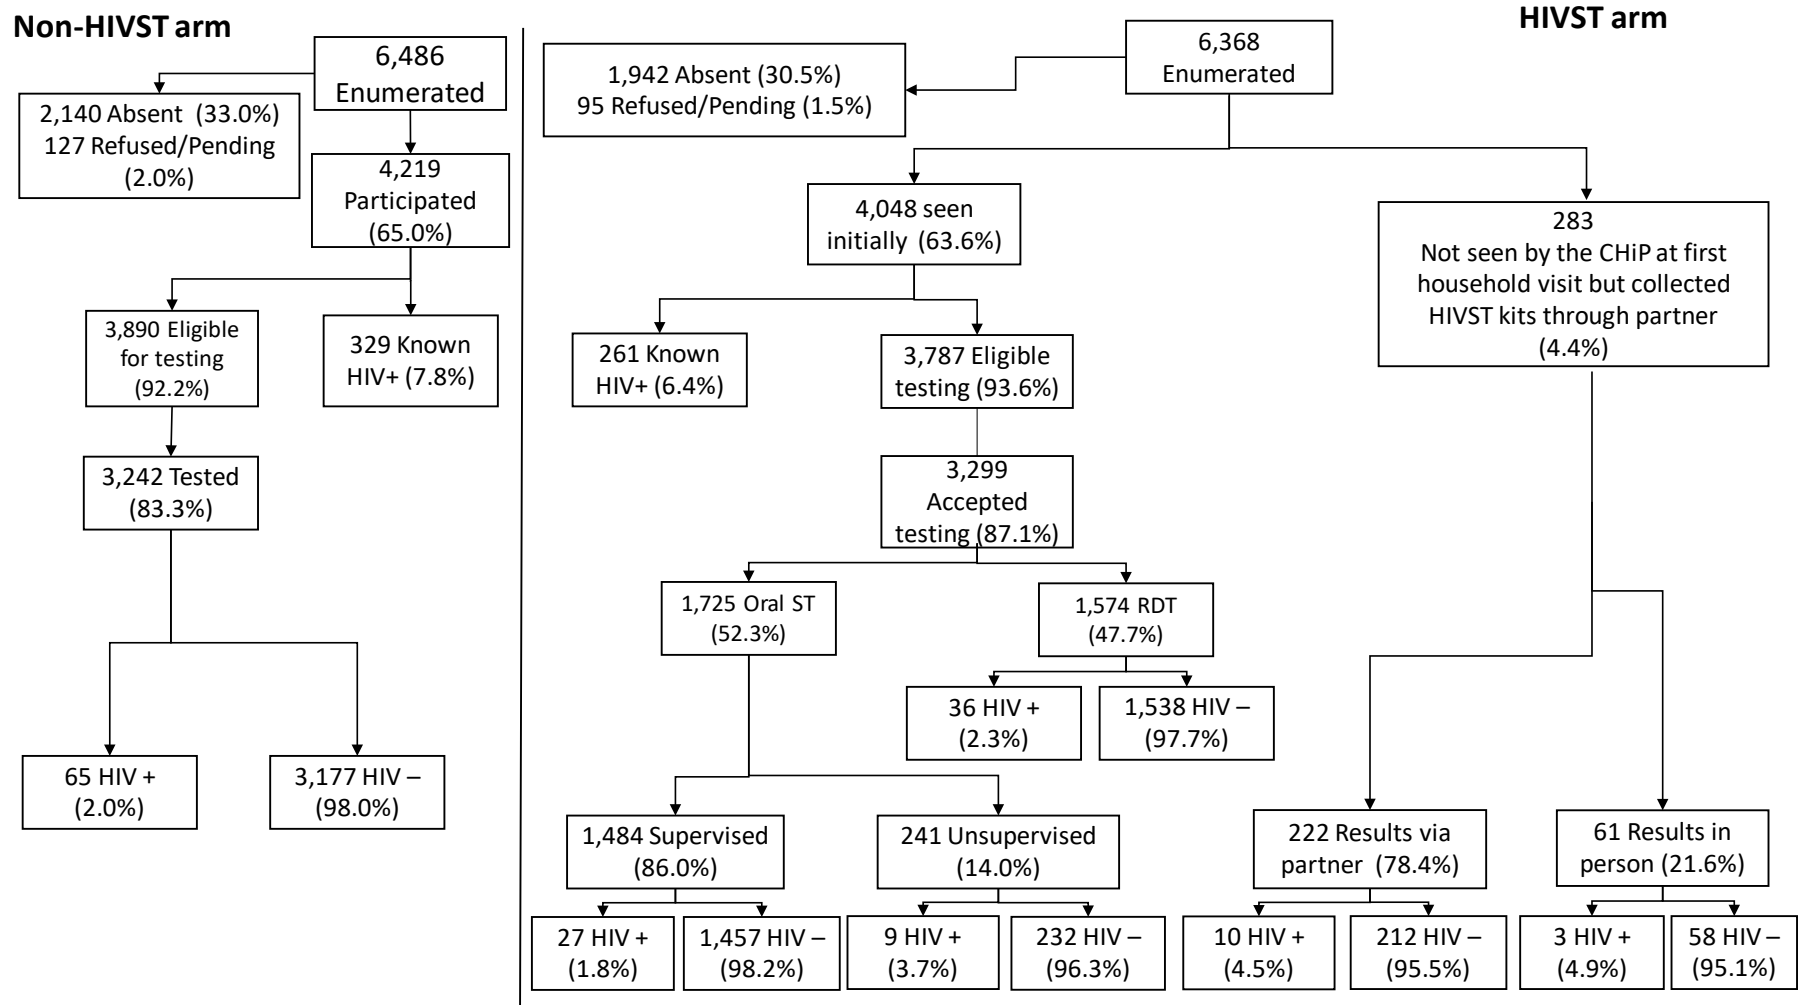 Non-HIVST arm
6,486
Enumerated
2,140 Absent (33.0%)
127 Refused/Pending
(2.0%)
4,219
Participated
(65.0%)
3,890 Eligible
for testing
(92.2%)
329 Known
HIV+ (7.8%)
3,242 Tested
(83.3%)
65 HIV +
(2.0%)
3,177 HIV –
(98.0%)
HIVST arm
6,368
Enumerated
1,942 Absent (30.5%)
95 Refused/Pending (1.5%)
4,048 seen
initially (63.6%)
283
Not seen by the CHiP at first
household visit but collected
HIVST kits through partner
(4.4%)
261 Known
HIV+ (6.4%)
3,787 Eligible
testing (93.6%)
3,299
Accepted
testing (87.1%)
1,725 Oral ST
(52.3%)
1,574 RDT
(47.7%)
36 HIV +
(2.3%)
1,538 HIV –
(97.7%)
1,484 Supervised
(86.0%)
241 Unsupervised
(14.0%)
222 Results via
partner (78.4%)
61 Results in
person (21.6%)
27 HIV +
(1.8%)
1,457 HIV –
(98.2%)
9 HIV +
(3.7%)
232 HIV –
(96.3%)
10 HIV +
(4.5%)
212 HIV –
(95.5%)
3 HIV +
(4.9%)
58 HIV –
(95.1%)